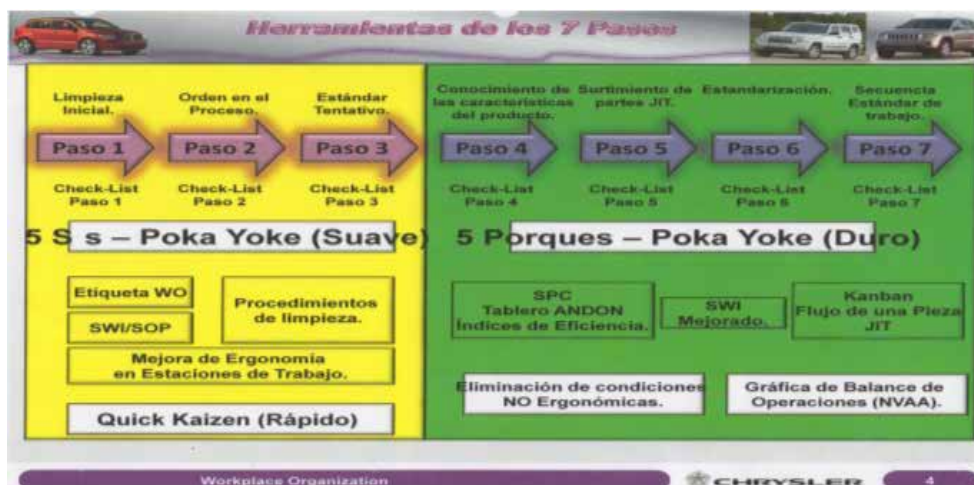 Herramientas de los 7 Pasos
Limpieza
Inicial.
Orden en el
Proceso.
Estándar
Tentativo.
Conocimiento de
las características
del producto.
Surtimiento de
partes JIT.
Estandarización.
Secuencia
Estándar de
trabajo.
Paso 1
Paso 2
Paso 3
Paso 4
Paso 5
Paso 6
Paso 7
Check-List
Paso 1
Check-List
Paso 2
Check-List
Paso 3
Check-List
Paso 4
Check-List
Paso 5
Check-List
Paso 6
Check-List
Paso 7
5 S s – Poka Yoke (Suave)
5 Porques – Poka Yoke (Duro)
Etiqueta WO
SWI/SOP
Procedimientos
de limpieza.
Mejora de Ergonomía
en Estaciones de Trabajo.
Quick Kaizen (Rápido)
SPC
Tablero ANDON
Índices de Eficiencia.
SWI
Mejorado.
Kanban
Flujo de una Pieza
JiT
Eliminación de condiciones
NO Ergonómicas.
Gráfica de Balance de
Operaciones (NVAA).
Workplace Organization
CHRYSLER
4